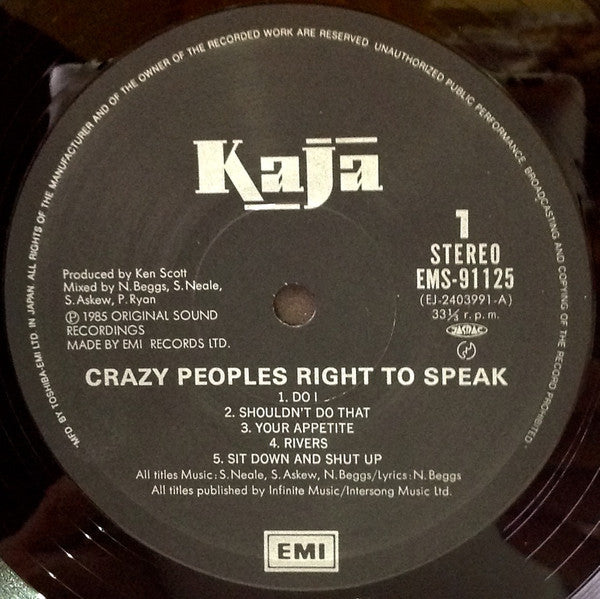 "MFD BY TOSHIBA-EMI LTD. IN JAPAN. ALL RIGHTS OF THE MANUFACTURER AND OF THE OWNER OF THE RECORDED WORK ARE RESERVED. UNAUTHORIZED PUBLIC PERFORMANCE, BROADCASTING AND COPYING OF THE RECORD PROHIBITED."
Kaja
1
STEREO
EMS-91125
(EJ-2403991-A)
33⅓ r.p.m.
JASRAC
Produced by Ken Scott
Mixed by N. Beggs, S. Neale,
S. Askew, P. Ryan
℗ 1985 ORIGINAL SOUND
RECORDINGS
MADE BY EMI RECORDS LTD.
CRAZY PEOPLES RIGHT TO SPEAK
1. DO I
2. SHOULDN'T DO THAT
3. YOUR APPETITE
4. RIVERS
5. SIT DOWN AND SHUT UP
All titles Music: S. Neale, S. Askew, N. Beggs/Lyrics: N. Beggs
All titles published by Infinite Music/Intersong Music Ltd.
EMI